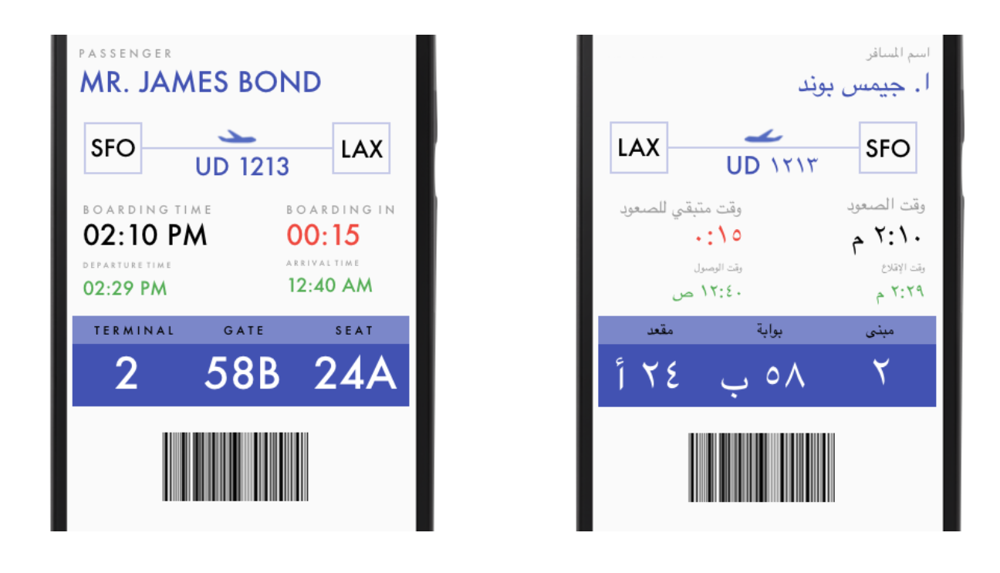 PASSENGER
MR. JAMES BOND
SFO LAX
UD 1213
BOARDING TIME BOARDING IN
02:10 PM 00:15
DEPARTURE TIME ARRIVAL TIME
02:29 PM 12:40 AM
TERMINAL GATE SEAT
2 58B 24A
اسم المسافر
ا. جيمس بوند
SFO LAX
UD ١٢١٣
وقت الصعود وقت متبقي للصعود
٢:١٠ م ٠:١٥
وقت الإقلاع وقت الوصول
٢:٢٩ م ١٢:٤٠ ص
مبنى بوابة مقعد
٢ ٥٨ ب ٢٤ أ